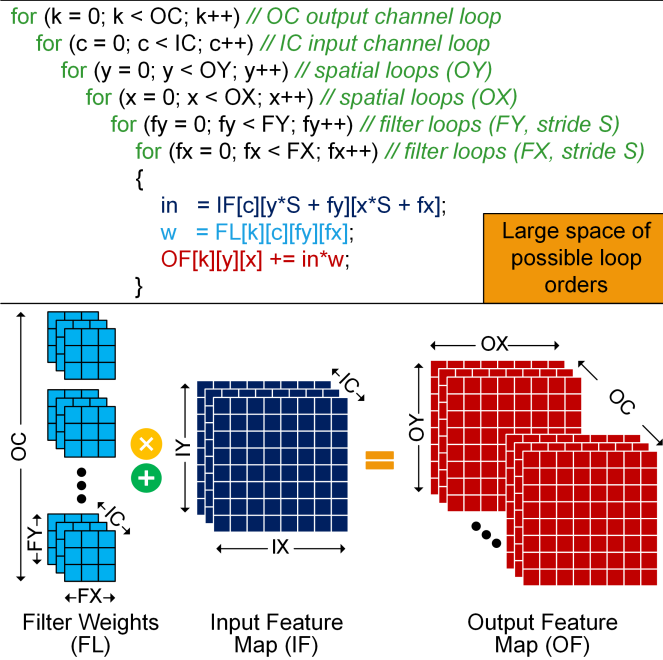 for (k = 0; k < OC; k++) // OC output channel loop
for (c = 0; c < IC; c++) // IC input channel loop
for (y = 0; y < OY; y++) // spatial loops (OY)
for (x = 0; x < OX; x++) // spatial loops (OX)
for (fy = 0; fy < FY; fy++) // filter loops (FY, stride S)
for (fx = 0; fx < FX; fx++) // filter loops (FX, stride S)
{
in = IF[c][y*S + fy][x*S + fx];
w = FL[k][c][fy][fx];
OF[k][y][x] += in*w;
}
Large space of
possible loop
orders
OC
FY
IC
FX
×
+
IY
IC
IX
=
OX
OY
OC
Filter Weights
(FL)
Input Feature
Map (IF)
Output Feature
Map (OF)